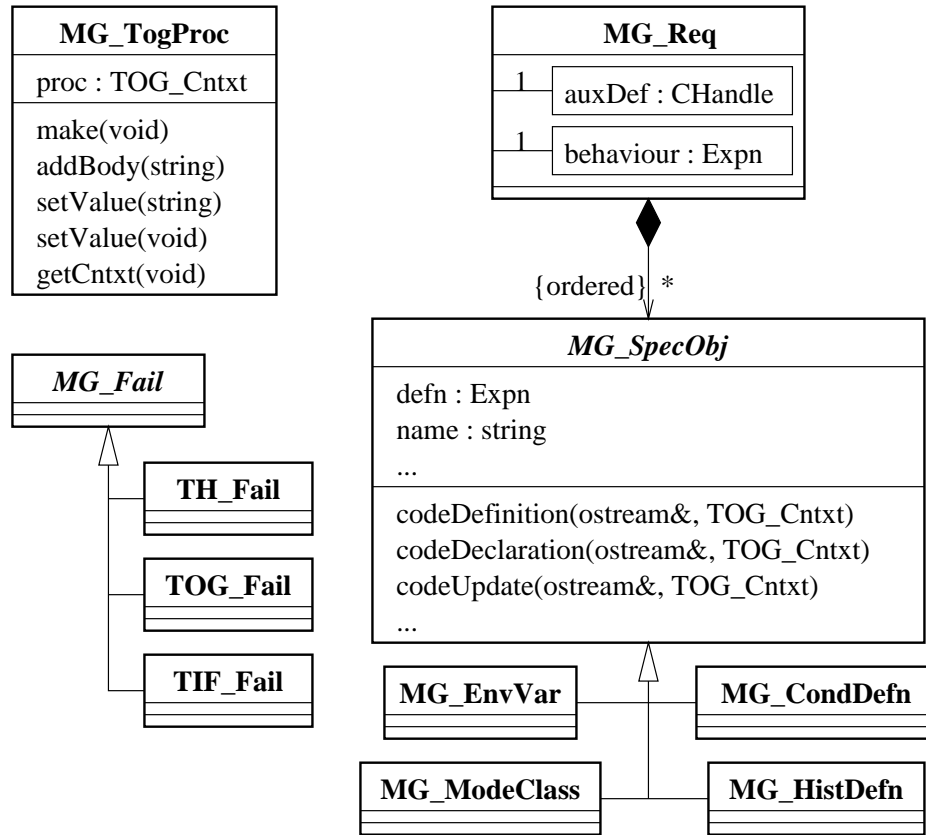 MG_TogProc
proc : TOG_Cntxt
make(void)
addBody(string)
setValue(string)
setValue(void)
getCntxt(void)
MG_Req
1 auxDef : CHandle
1 behaviour : Expn
{ordered} *
MG_SpecObj
defn : Expn
name : string
...
codeDefinition(ostream&, TOG_Cntxt)
codeDeclaration(ostream&, TOG_Cntxt)
codeUpdate(ostream&, TOG_Cntxt)
...
MG_Fail
TH_Fail
TOG_Fail
TIF_Fail
MG_EnvVar
MG_CondDefn
MG_ModeClass
MG_HistDefn